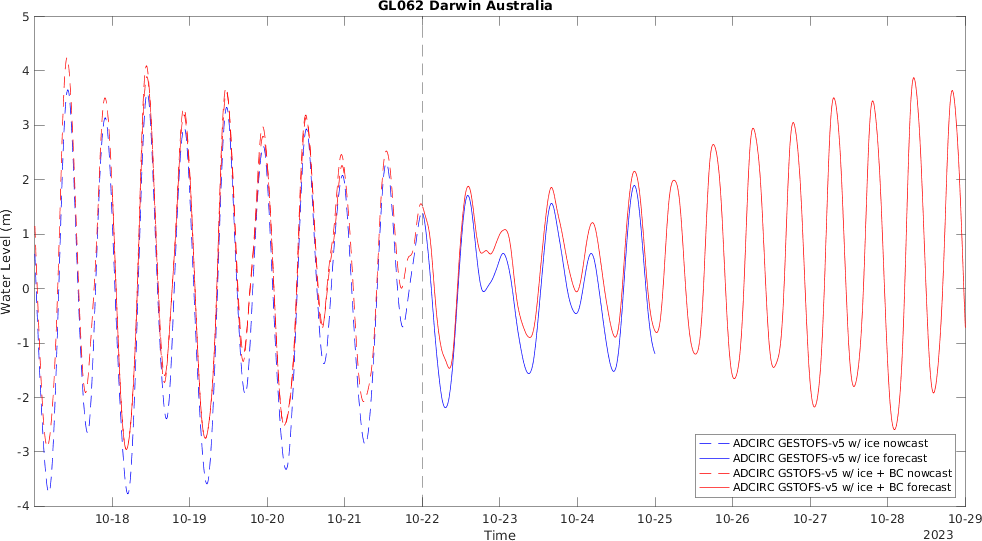 GL062 Darwin Australia
5
4
3
2
1
0
-1
-2
-3
-4
Water Level (m)
ADCIRC GESTOFS-v5 w/ ice nowcast
ADCIRC GESTOFS-v5 w/ ice forecast
ADCIRC GSTOFS-v5 w/ ice + BC nowcast
ADCIRC GSTOFS-v5 w/ ice + BC forecast
10-18 10-19 10-20 10-21 10-22 10-23 10-24 10-25 10-26 10-27 10-28 10-29
Time 2023